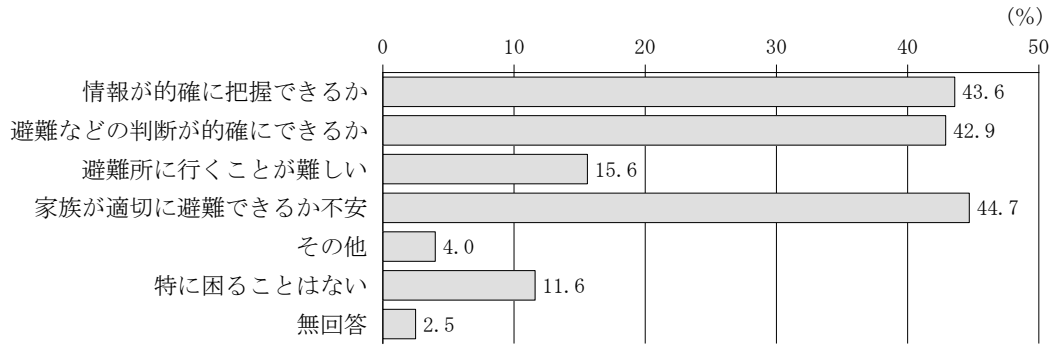 (%)
0 10 20 30 40 50
情報が的確に把握できるか 43.6
避難などの判断が的確にできるか 42.9
避難所に行くことが難しい 15.6
家族が適切に避難できるか不安 44.7
その他 4.0
特に困ることはない 11.6
無回答 2.5